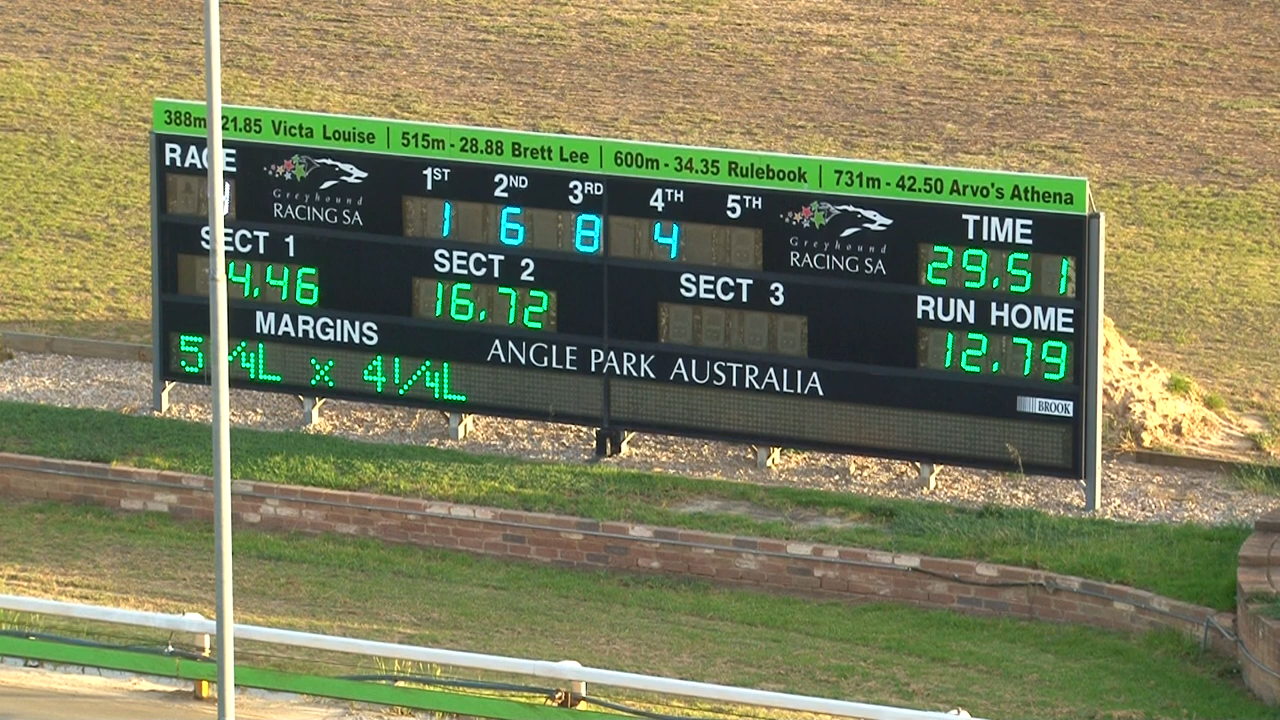 388m 21.85 Victa Louise | 515m - 28.88 Brett Lee | 600m - 34.35 Rulebook | 731m - 42.50 Arvo's Athena
RACE
Greyhound
RACING SA
1ST 2ND 3RD 4TH 5TH
1 6 8 4
Greyhound
RACING SA
TIME
29.51
SECT 1
4.46
SECT 2
16.72
SECT 3
RUN HOME
12.79
MARGINS
5 1/4L x 4 1/4L
ANGLE PARK AUSTRALIA
BROOK